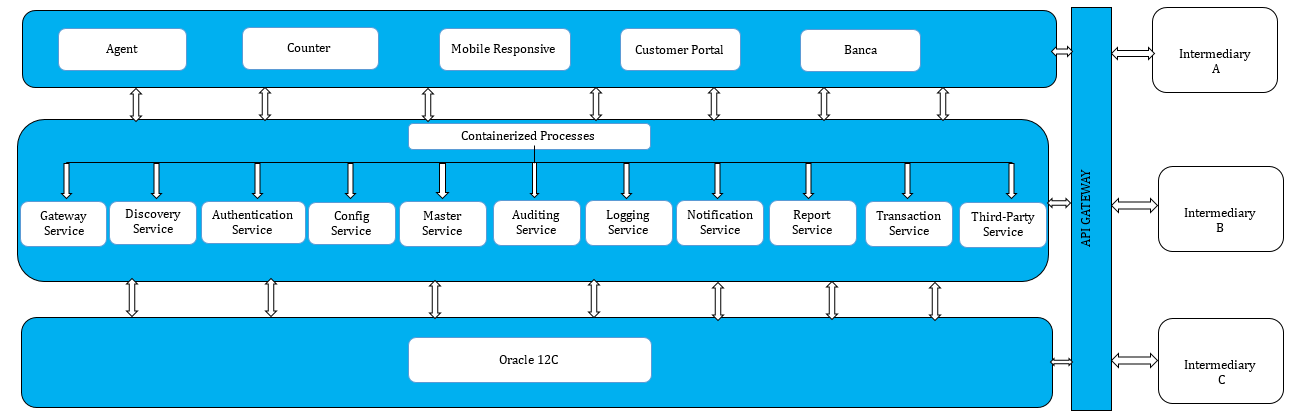 Agent
Counter
Mobile Responsive
Customer Portal
Banca
Intermediary
A
Containerized Processes
Gateway
Service
Discovery
Service
Authentication
Service
Config
Service
Master
Service
Auditing
Service
Logging
Service
Notification
Service
Report
Service
Transaction
Service
Third-Party
Service
API GATEWAY
Intermediary
B
Oracle 12C
Intermediary
C